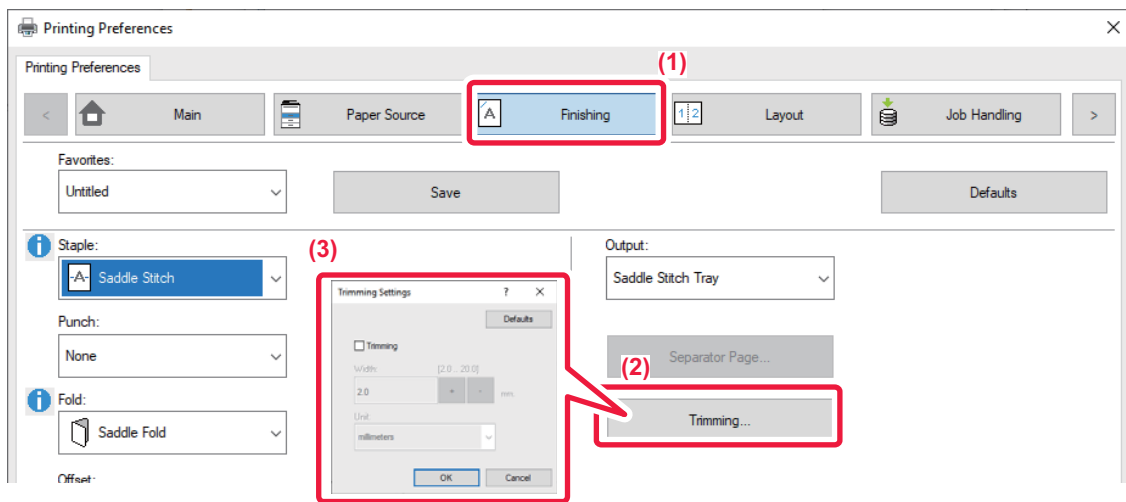 Printing Preferences
Printing Preferences
(1)
< Main Paper Source A Finishing 1 2 Layout Job Handling >
Favorites:
Untitled Save Defaults
Staple:
-A- Saddle Stitch
Punch:
None
Fold:
Saddle Fold
Offset:
(3)
Trimming Settings ? ×
Defaults
Trimming
Width: [2.0 .. 20.0]
2.0 + - mm
Unit:
millimeters
OK Cancel
Output:
Saddle Stitch Tray
Separator Page...
(2)
Trimming...